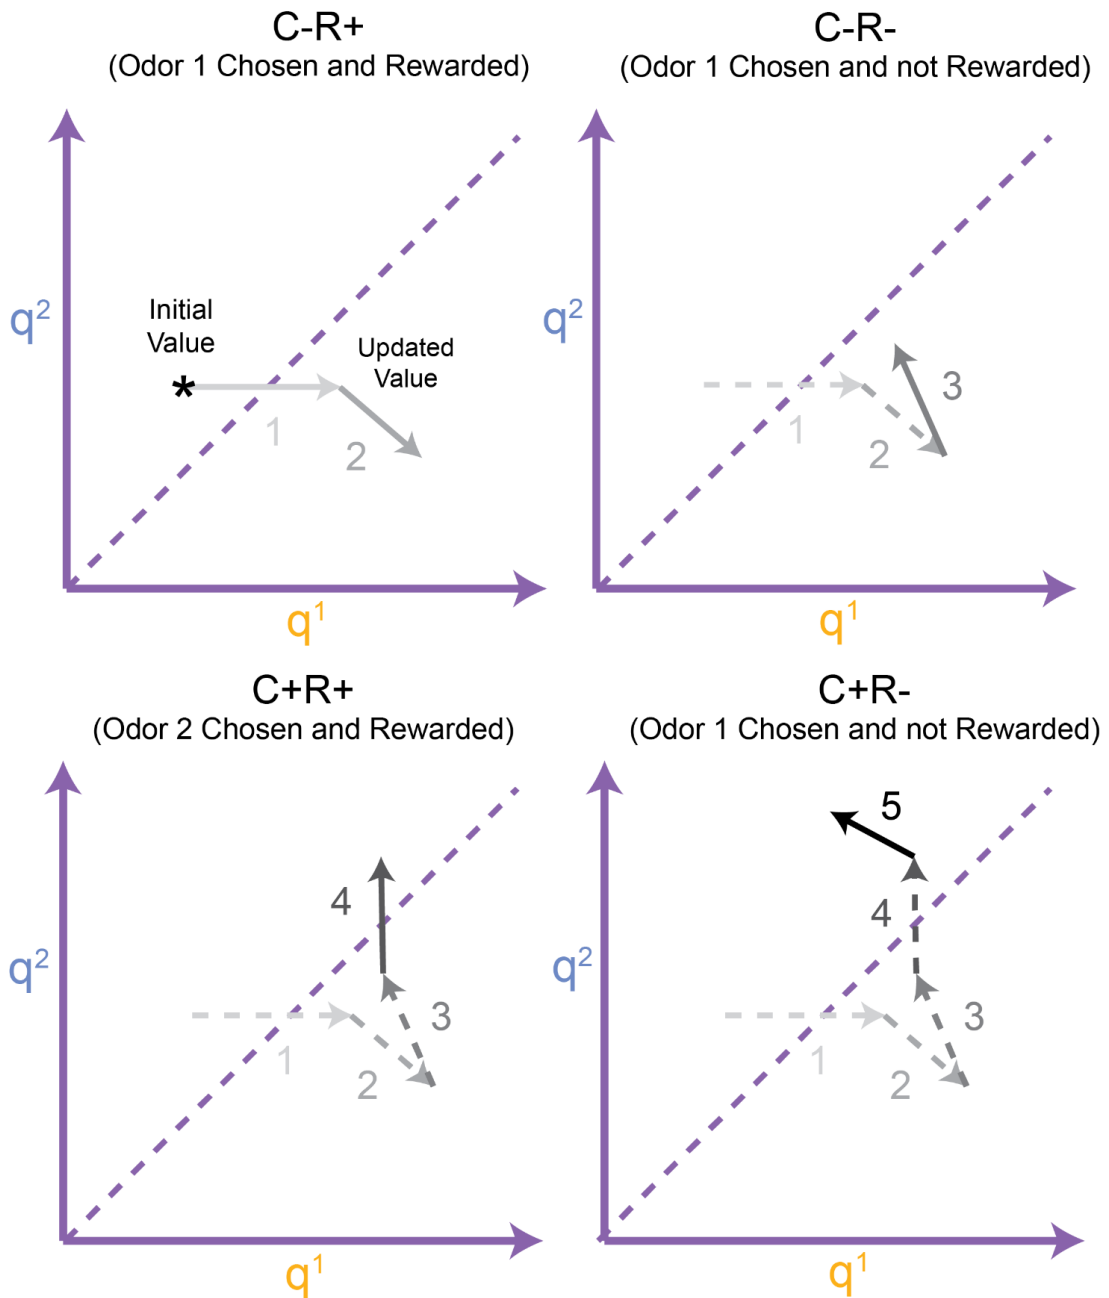 C-R+
(Odor 1 Chosen and Rewarded)
Initial
Value
*
Updated
Value
1
2
q²
q¹
C-R-
(Odor 1 Chosen and not Rewarded)
1
2
3
q²
q¹
C+R+
(Odor 2 Chosen and Rewarded)
4
3
1
2
q²
q¹
C+R-
(Odor 1 Chosen and not Rewarded)
5
4
3
1
2
q²
q¹